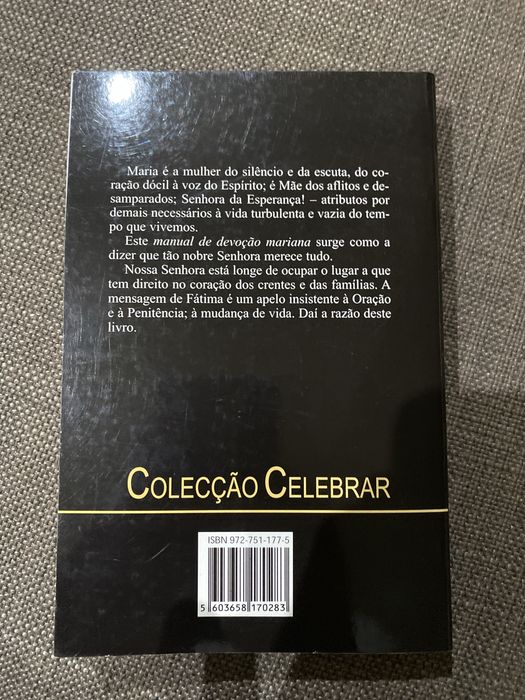 Maria é a mulher do silêncio e da escuta, do co-
ração dócil à voz do Espírito; é Mãe dos aflitos e de-
samparados; Senhora da Esperança! – atributos por
demais necessários à vida turbulenta e vazia do tem-
po que vivemos.
Este manual de devoção mariana surge como a
dizer que tão nobre Senhora merece tudo.
Nossa Senhora está longe de ocupar o lugar a que
tem direito no coração dos crentes e das famílias. A
mensagem de Fátima é um apelo insistente à Oração
e à Penitência; à mudança de vida. Daí a razão deste
livro.
COLECÇÃO CELEBRAR
ISBN 972-751-177-5
5 603658 170283